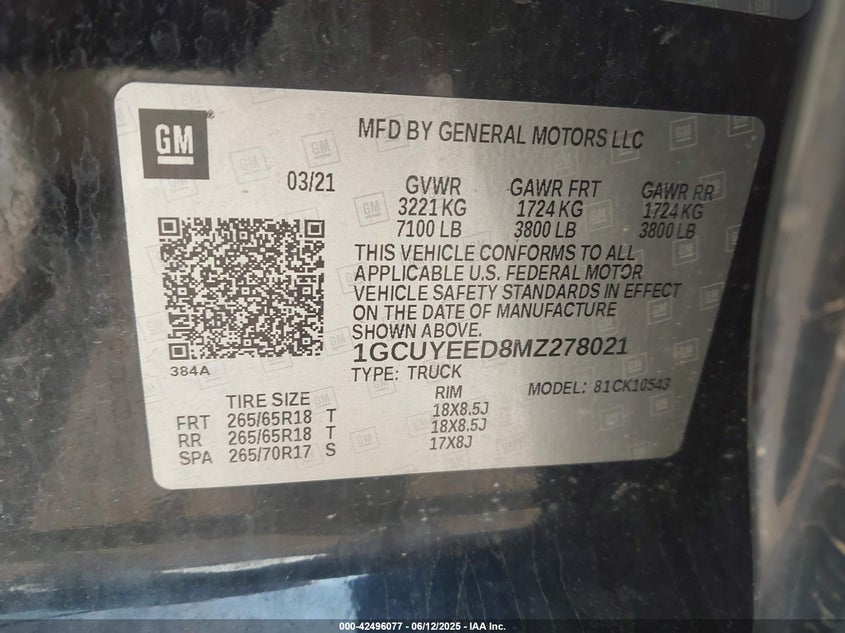 GM
MFD BY GENERAL MOTORS LLC
03/21 GVWR GAWR FRT GAWR RR
3221 KG 1724 KG 1724 KG
7100 LB 3800 LB 3800 LB
THIS VEHICLE CONFORMS TO ALL
APPLICABLE U.S. FEDERAL MOTOR
VEHICLE SAFETY STANDARDS IN EFFECT
ON THE DATE OF MANUFACTURE
SHOWN ABOVE.
1GCUYEED8MZ278021
384A
TYPE: TRUCK MODEL: 81CK10543
TIRE SIZE RIM
FRT 265/65R18 T 18X8.5J
RR 265/65R18 T 18X8.5J
SPA 265/70R17 S 17X8J
000-42496077 - 06/12/2025 - IAA Inc.